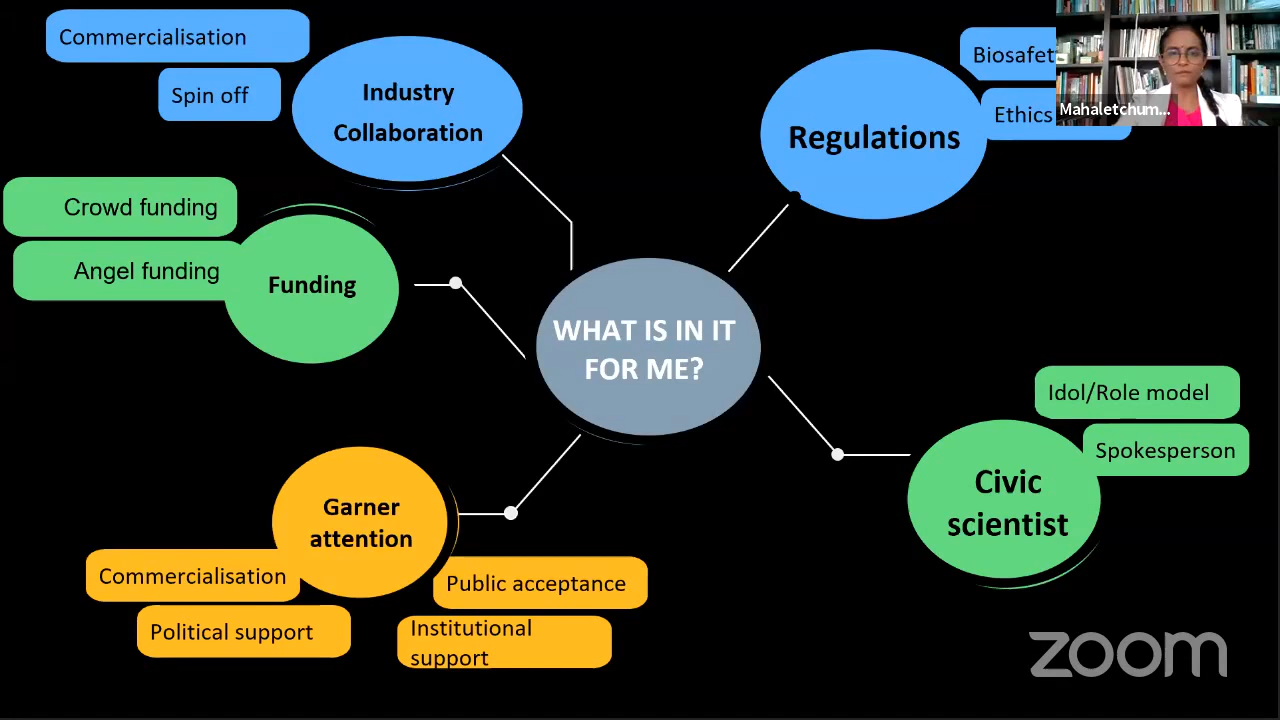 Commercialisation
Spin off
Industry
Collaboration
Regulations
Ethics
Mahaletchum...
Crowd funding
Angel funding
Funding
WHAT IS IN IT
FOR ME?
Idol/Role model
Spokesperson
Civic
scientist
Garner
attention
Commercialisation
Political support
Public acceptance
Institutional
support
zoom